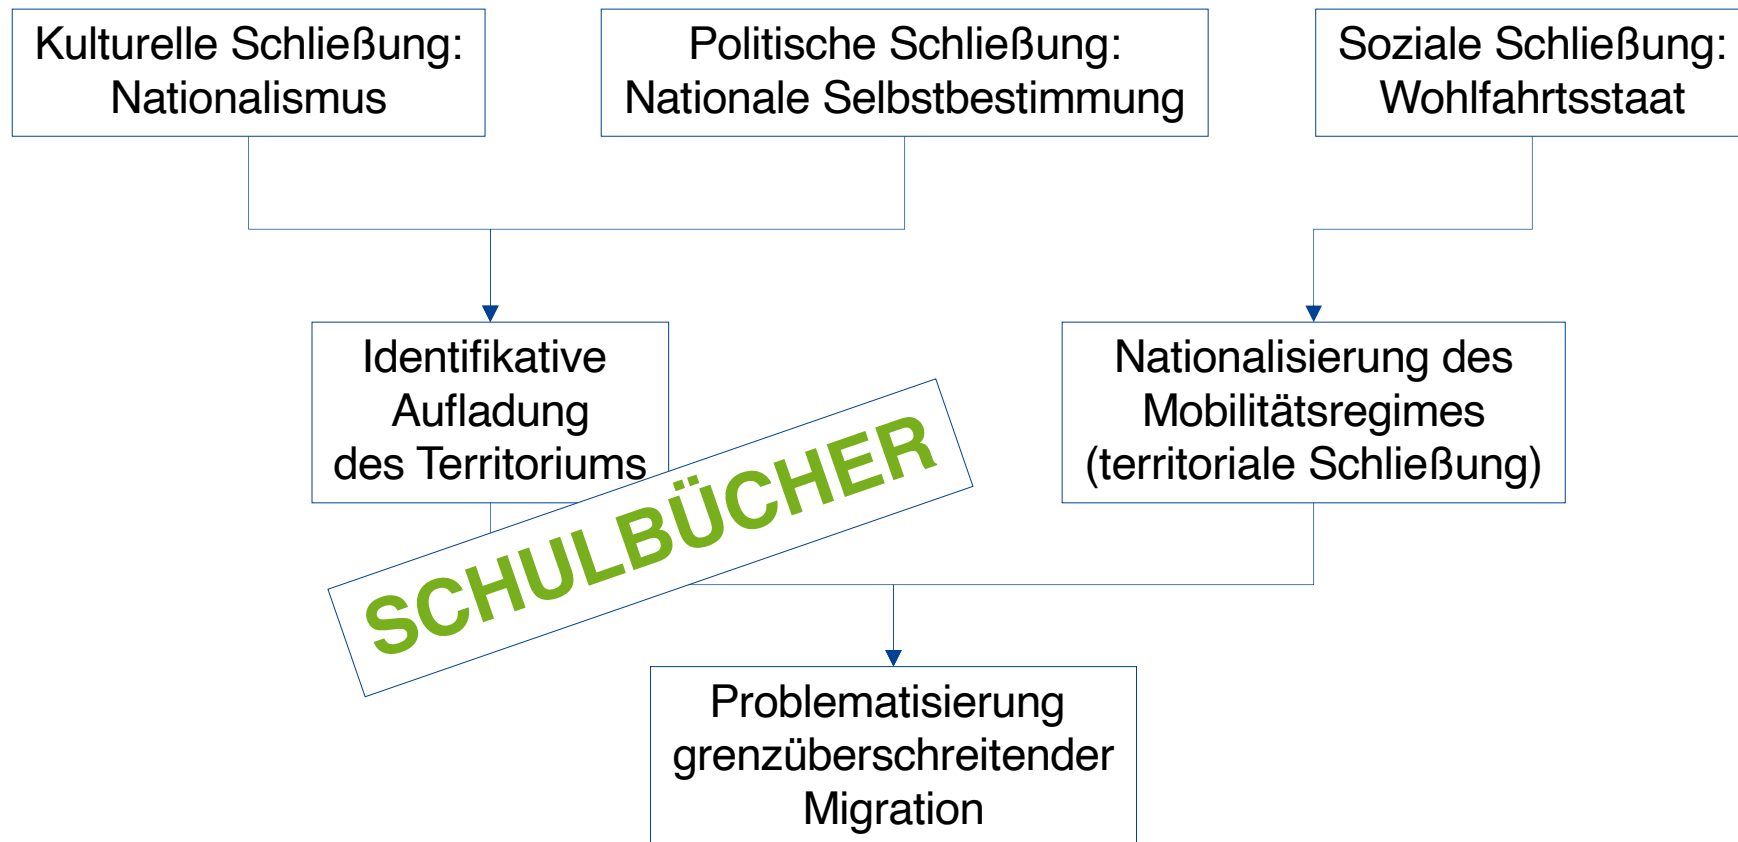 Kulturelle Schließung:
Nationalismus
Politische Schließung:
Nationale Selbstbestimmung
Soziale Schließung:
Wohlfahrtsstaat
Identifikative
Aufladung
des Territoriums
Nationalisierung des
Mobilitätsregimes
(territoriale Schließung)
SCHULBÜCHER
Problematisierung
grenzüberschreitender
Migration